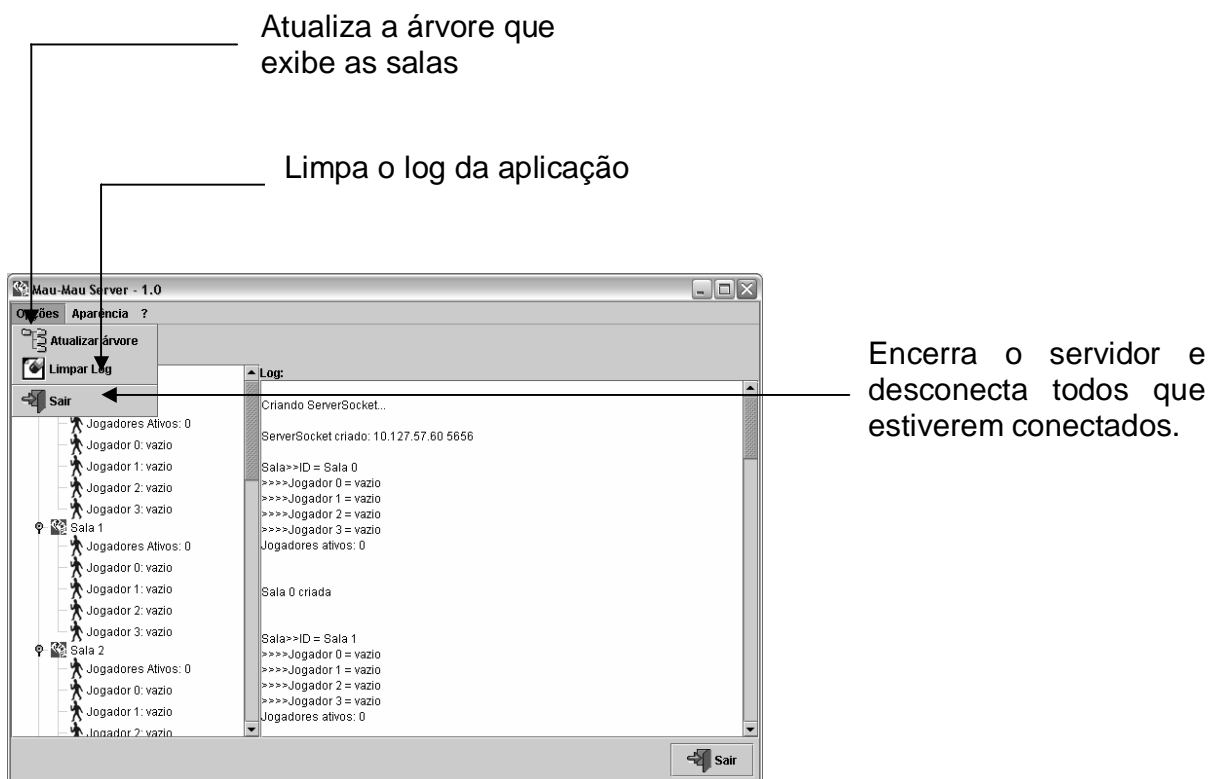 Atualiza a árvore que
exibe as salas
Limpa o log da aplicação
Mau-Mau Server - 1.0
Opções Aparência ?
Atualizar árvore
Limpar Log
Sair
Jogadores Ativos: 0
Jogador 0: vazio
Jogador 1: vazio
Jogador 2: vazio
Jogador 3: vazio
Sala 1
Jogadores Ativos: 0
Jogador 0: vazio
Jogador 1: vazio
Jogador 2: vazio
Jogador 3: vazio
Sala 2
Jogadores Ativos: 0
Jogador 0: vazio
Jogador 1: vazio
Jogador 2: vazio
Log:
Criando ServerSocket...
ServerSocket criado: 10.127.57.60 5656
Sala>>ID = Sala 0
>>>>Jogador 0 = vazio
>>>>Jogador 1 = vazio
>>>>Jogador 2 = vazio
>>>>Jogador 3 = vazio
Jogadores ativos: 0
Sala 0 criada
Sala>>ID = Sala 1
>>>>Jogador 0 = vazio
>>>>Jogador 1 = vazio
>>>>Jogador 2 = vazio
>>>>Jogador 3 = vazio
Jogadores ativos: 0
Sair
Encerra o servidor e
desconecta todos que
estiverem conectados.